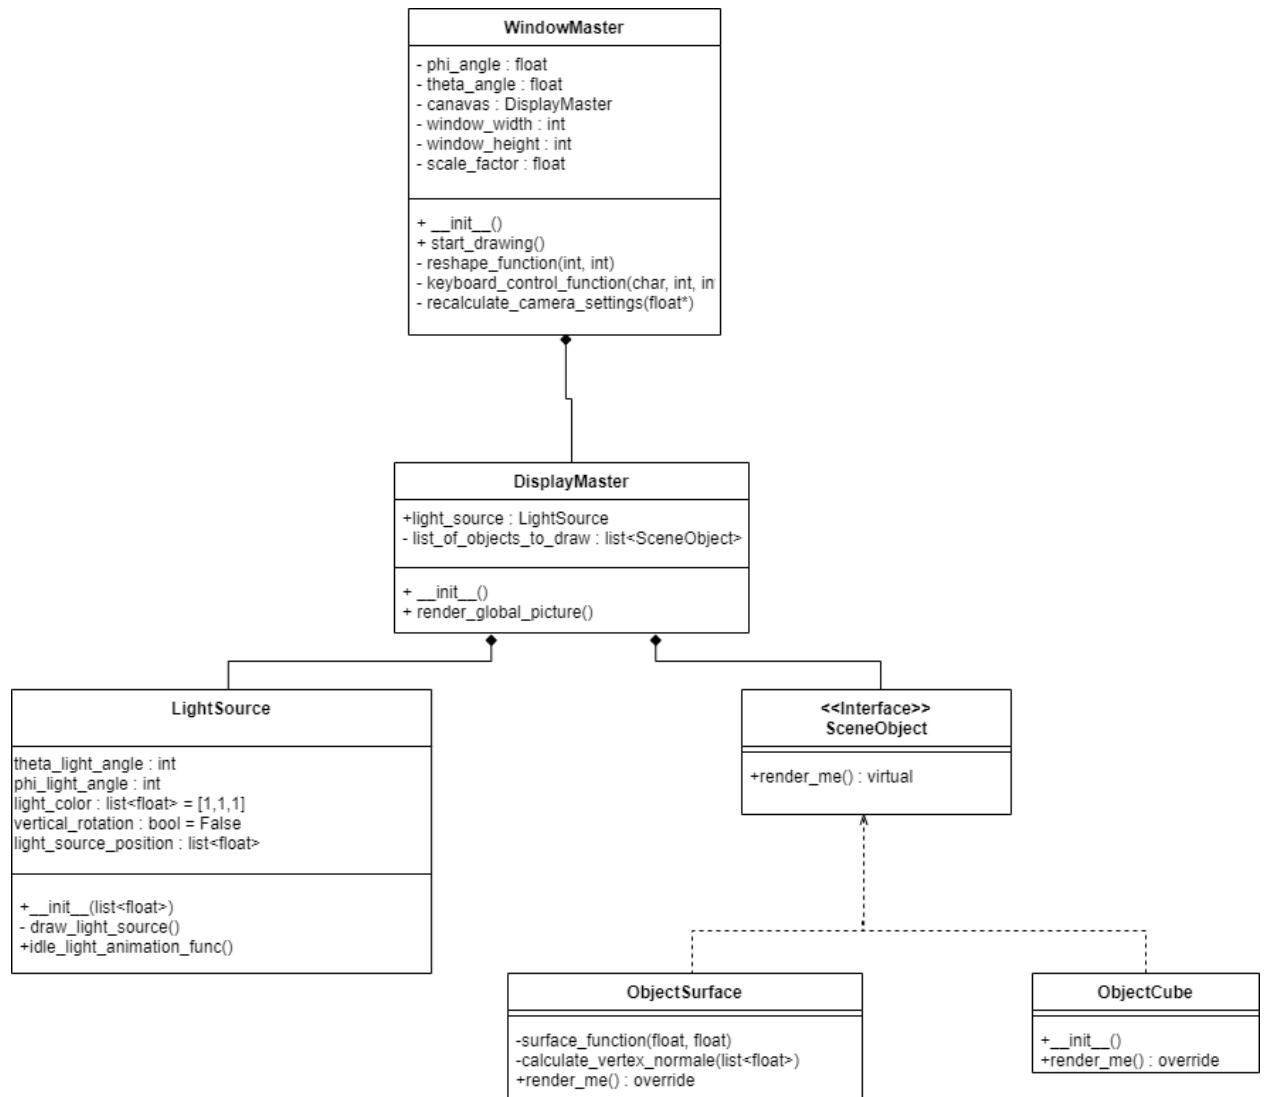 WindowMaster
- phi_angle : float
- theta_angle : float
- canavas : DisplayMaster
- window_width : int
- window_height : int
- scale_factor : float
+ __init__()
+ start_drawing()
- reshape_function(int, int)
- keyboard_control_function(char, int, in
- recalculate_camera_settings(float*)
DisplayMaster
+light_source : LightSource
- list_of_objects_to_draw : list<SceneObject>
+ __init__()
+ render_global_picture()
LightSource
theta_light_angle : int
phi_light_angle : int
light_color : list<float> = [1,1,1]
vertical_rotation : bool = False
light_source_position : list<float>
+__init__(list<float>)
- draw_light_source()
+idle_light_animation_func()
<<Interface>>
SceneObject
+render_me() : virtual
ObjectSurface
-surface_function(float, float)
-calculate_vertex_normale(list<float>)
+render_me() : override
ObjectCube
+__init__()
+render_me() : override